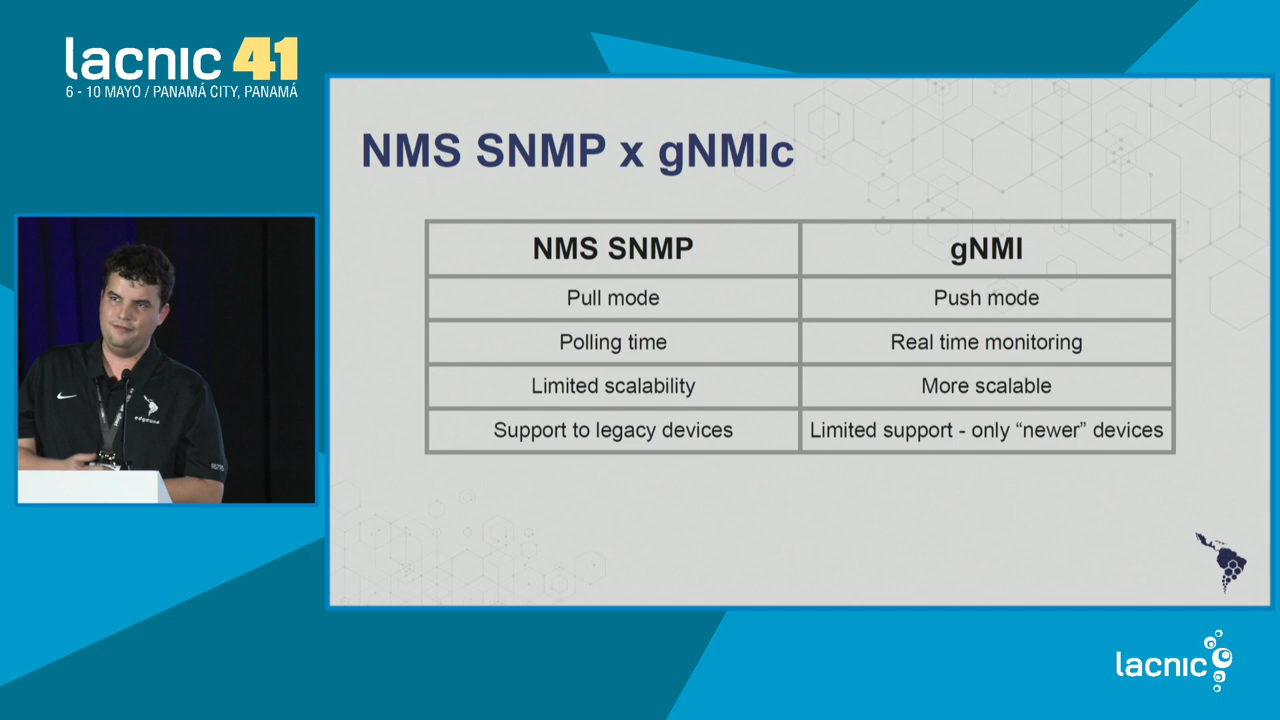 lacnic 41
6 - 10 MAYO / PANAMÁ CITY, PANAMÁ
NMS SNMP x gNMIc
NMS SNMP gNMI
Pull mode Push mode
Polling time Real time monitoring
Limited scalability More scalable
Support to legacy devices Limited support - only “newer” devices
edgeuno
lacnic